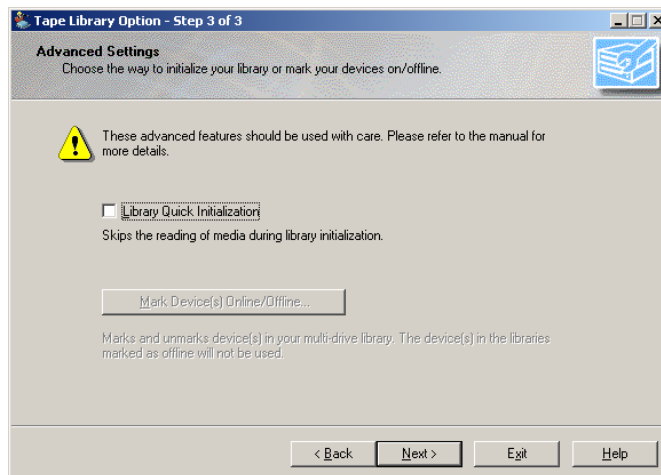 Tape Library Option - Step 3 of 3
Advanced Settings
Choose the way to initialize your library or mark your devices on/offline.
These advanced features should be used with care. Please refer to the manual for
more details.
Library Quick Initialization
Skips the reading of media during library initialization.
Mark Device(s) Online/Offline...
Marks and unmarks device(s) in your multi-drive library. The device(s) in the libraries
marked as offline will not be used.
< Back Next > Exit Help